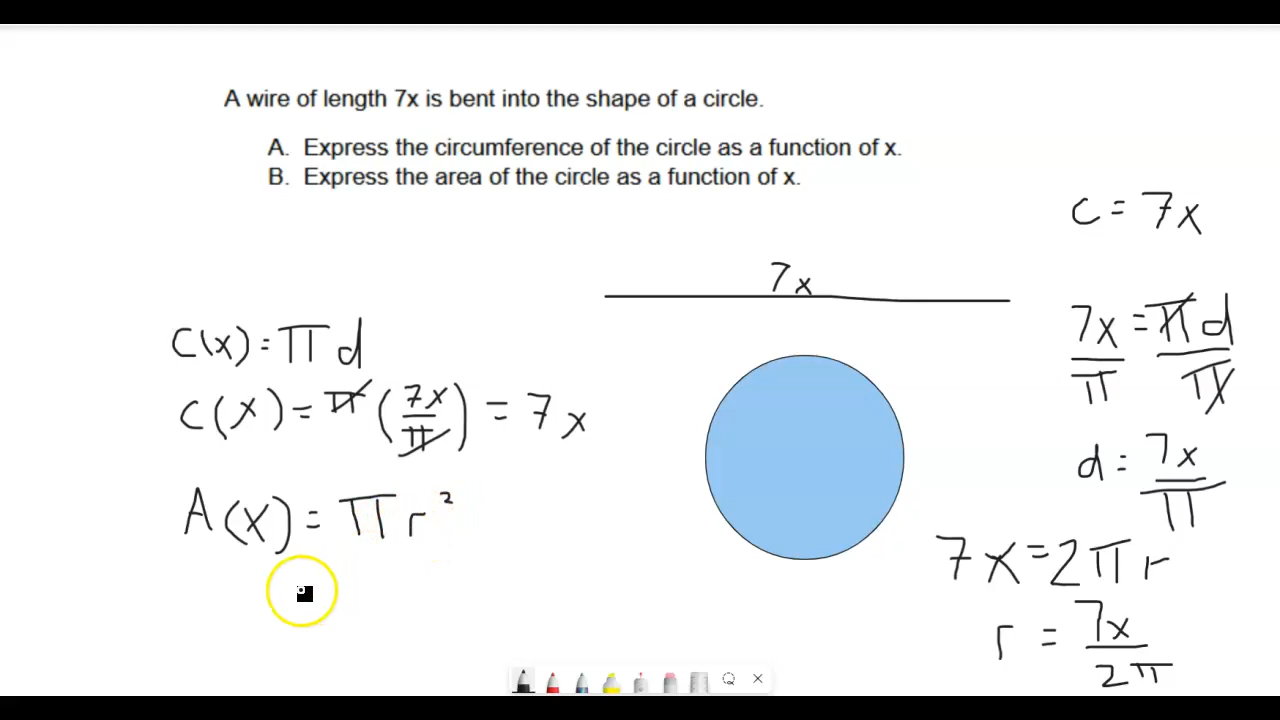 A wire of length 7x is bent into the shape of a circle.
A. Express the circumference of the circle as a function of x.
B. Express the area of the circle as a function of x.
c = 7x
7x
7x/π = πd/π
C(x) = πd
C(x) = π(7x/π) = 7x
d = 7x/π
A(x) = πr²
7x = 2πr
r = 7x/2π